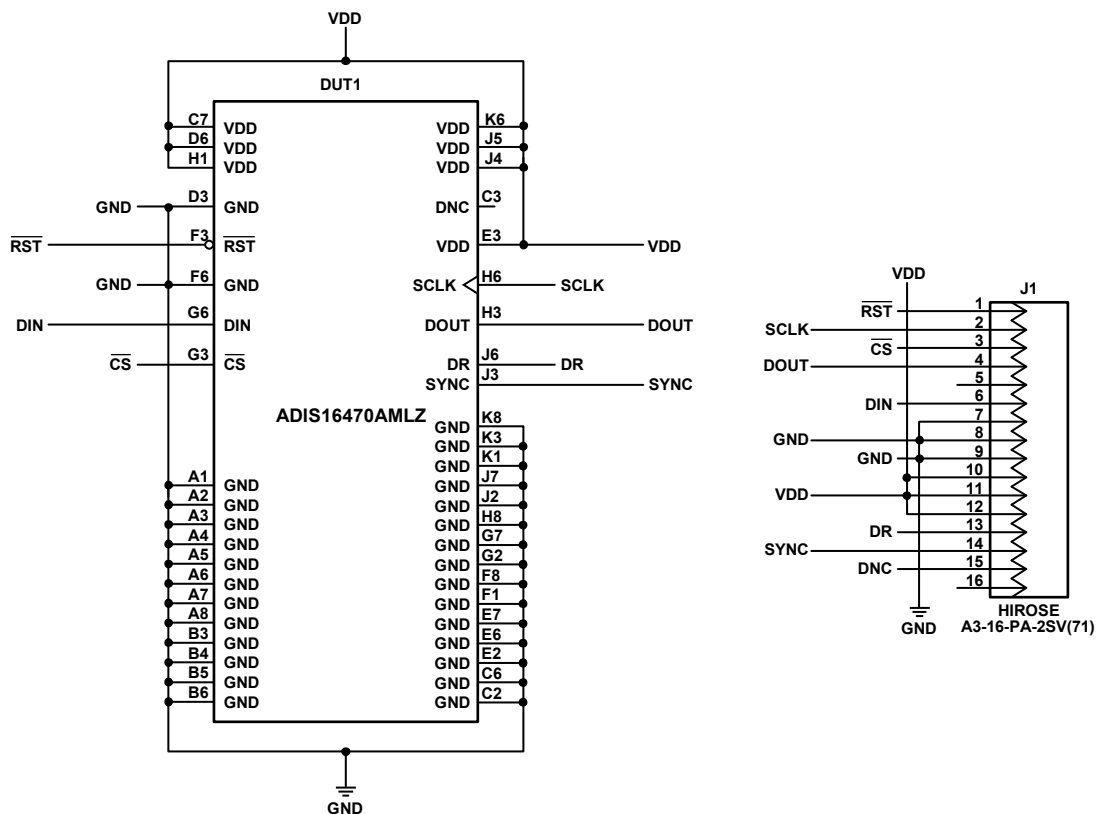 VDD
DUT1
C7 VDD
D6 VDD
H1 VDD
GND D3 GND
RST F3 RST
GND F6 GND
DIN G6 DIN
CS G3 CS
VDD K6
VDD J5
VDD J4
DNC C3
VDD E3 VDD
SCLK H6 SCLK
DOUT H3 DOUT
DR J6 DR
SYNC J3 SYNC
ADIS16470AMLZ
A1 GND
A2 GND
A3 GND
A4 GND
A5 GND
A6 GND
A7 GND
A8 GND
B3 GND
B4 GND
B5 GND
B6 GND
GND K8
GND K3
GND K1
GND J7
GND J2
GND H8
GND G7
GND G2
GND F8
GND F1
GND E7
GND E6
GND E2
GND C6
GND C2
GND
VDD
J1
RST 1
SCLK 2
CS 3
DOUT 4
5
DIN 6
7
GND 8
GND 9
10
VDD 11
12
DR 13
SYNC 14
DNC 15
16
GND
HIROSE
A3-16-PA-2SV(71)